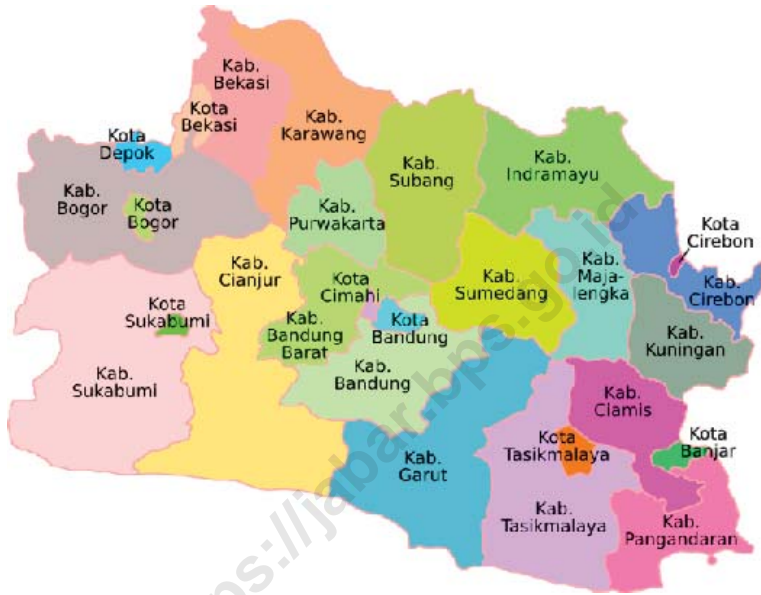 Kab.
Bekasi
Kota
Bekasi
Kab.
Karawang
Kota
Depok
Kab.
Subang
Kab.
Indramayu
Kab.
Bogor
Kota
Bogor
Kab.
Purwakarta
Kota
Cirebon
Kab.
Cianjur
Kota
Cimahi
Kab.
Sumedang
Kab.
Maja-
lengka
Kab.
Cirebon
Kota
Sukabumi
Kab.
Bandung
Barat
Kota
Bandung
Kab.
Kuningan
Kab.
Sukabumi
Kab.
Bandung
Kab.
Ciamis
Kota
Banjar
Kab.
Garut
Kota
Tasikmalaya
Kab.
Tasikmalaya
Kab.
Pangandaran
ps://jabar.bps.go.id